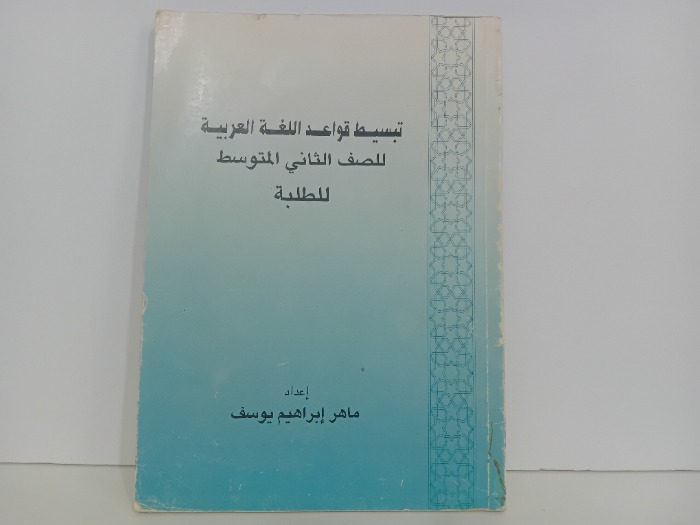 تبسيط قواعد اللغة العربية
للصف الثاني المتوسط
للطلبة
إعداد
ماهر إبراهيم يوسف